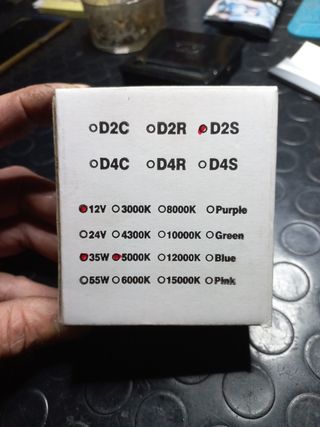 D2C D2R D2S
D4C D4R D4S
12V 3000K 8000K Purple
24V 4300K 10000K Green
35W 5000K 12000K Blue
55W 6000K 15000K Pink